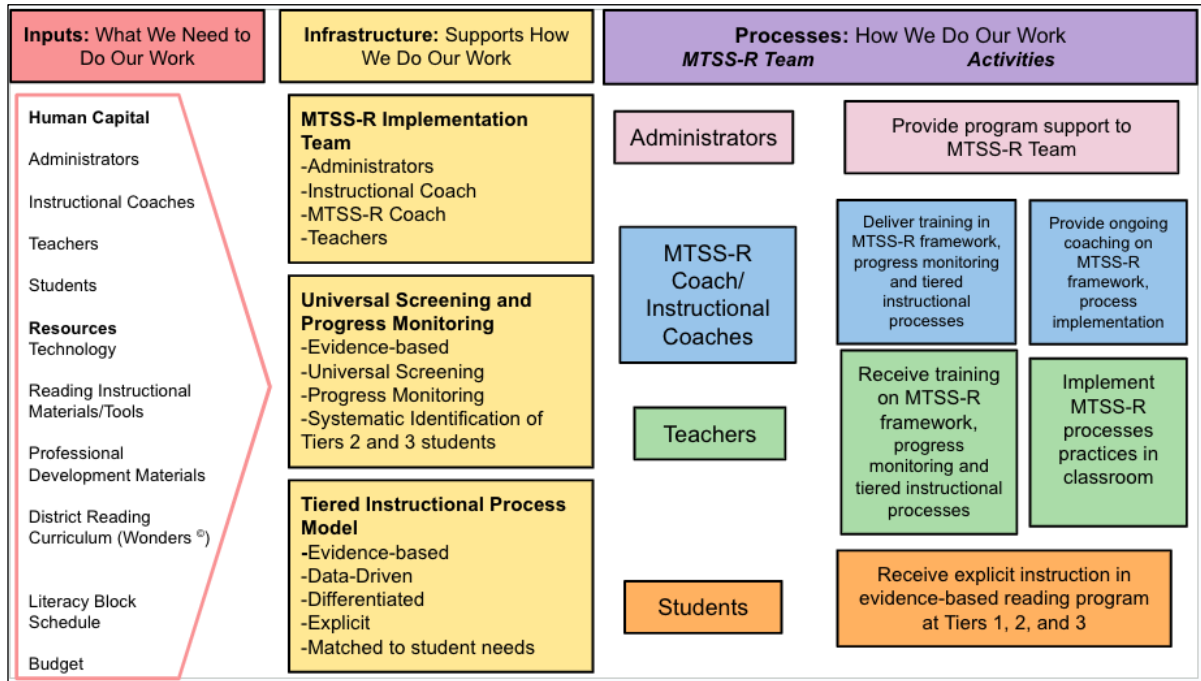 Inputs: What We Need to
Do Our Work
Infrastructure: Supports How
We Do Our Work
Processes: How We Do Our Work
MTSS-R Team
Activities
Human Capital
Administrators
Instructional Coaches
Teachers
Students
Resources
Technology
Reading Instructional
Materials/Tools
Professional
Development Materials
District Reading
Curriculum (Wonders ©)
Literacy Block
Schedule
Budget
MTSS-R Implementation
Team
-Administrators
-Instructional Coach
-MTSS-R Coach
-Teachers
Universal Screening and
Progress Monitoring
-Evidence-based
-Universal Screening
-Progress Monitoring
-Systematic Identification of
Tiers 2 and 3 students
Tiered Instructional Process
Model
-Evidence-based
-Data-Driven
-Differentiated
-Explicit
-Matched to student needs
Administrators
Provide program support to
MTSS-R Team
MTSS-R
Coach/
Instructional
Coaches
Deliver training in
MTSS-R framework,
progress monitoring
and tiered
instructional
processes
Provide ongoing
coaching on
MTSS-R
framework,
process
implementation
Teachers
Receive training
on MTSS-R
framework,
progress
monitoring and
tiered instructional
processes
Implement
MTSS-R
processes
practices in
classroom
Students
Receive explicit instruction in
evidence-based reading program
at Tiers 1, 2, and 3